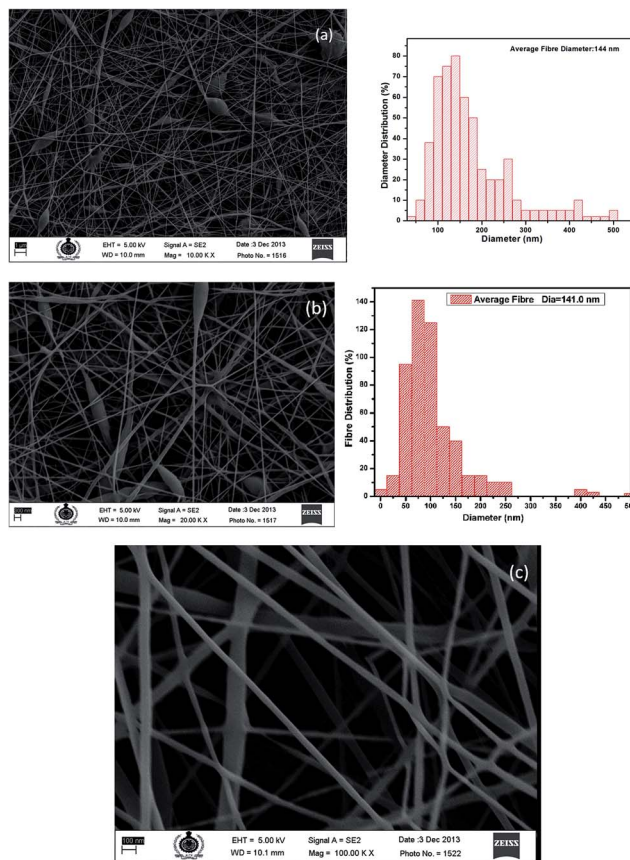 (a)
1 µm
EHT = 5.00 kV
Signal A = SE2
Date :3 Dec 2013
WD = 10.0 mm
Mag = 10.00 K X
Photo No. = 1516
ZEISS
Average Fibre Diameter:144 nm
Diameter Distribution (%)
80
70
60
50
40
30
20
10
0
100
200
300
400
500
Diameter (nm)
(b)
EHT = 5.00 kV
Signal A = SE2
Date :3 Dec 2013
WD = 10.0 mm
Mag = 20.00 K X
Photo No. = 1517
ZEISS
Average Fibre Dia=141.0 nm
Fibre Distribution (%)
140
120
100
80
60
40
20
0
0
50
100
150
200
250
300
350
400
450
Diameter (nm)
(c)
100 nm
EHT = 5.00 kV
Signal A = SE2
Date :3 Dec 2013
WD = 10.1 mm
Mag = 100.00 K X
Photo No. = 1522
ZEISS